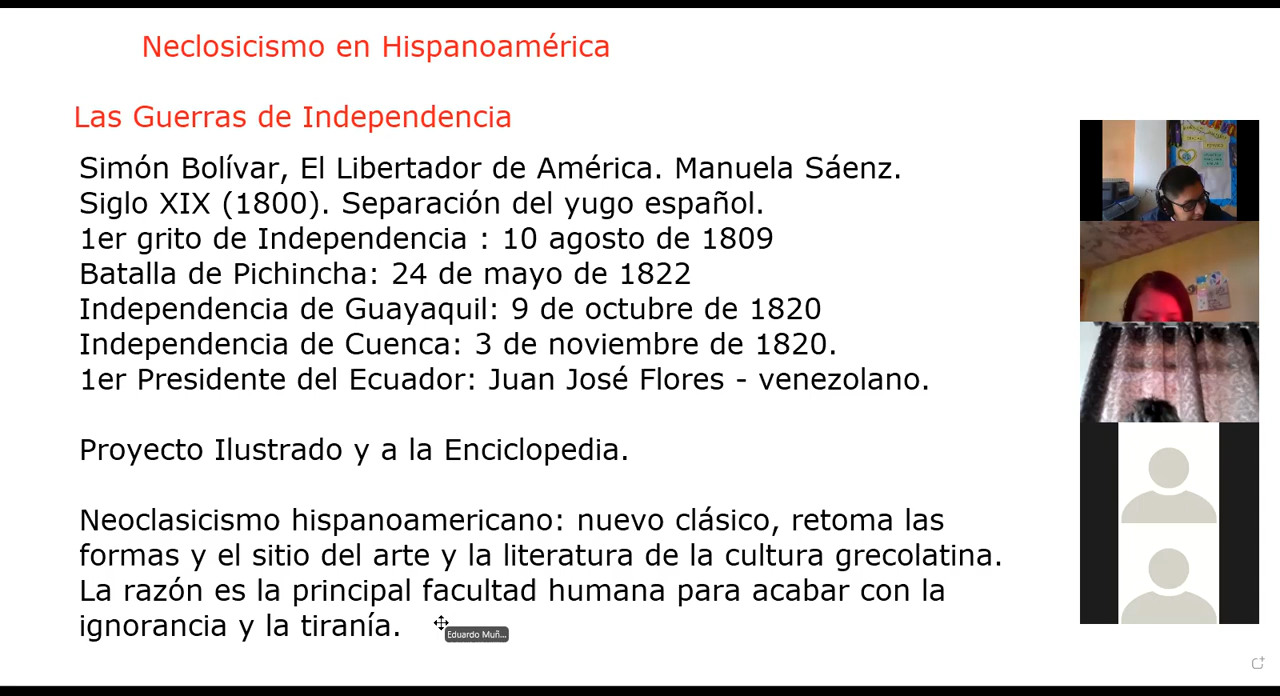 Neclosicismo en Hispanoamérica
Las Guerras de Independencia
Simón Bolívar, El Libertador de América. Manuela Sáenz.
Siglo XIX (1800). Separación del yugo español.
1er grito de Independencia : 10 agosto de 1809
Batalla de Pichincha: 24 de mayo de 1822
Independencia de Guayaquil: 9 de octubre de 1820
Independencia de Cuenca: 3 de noviembre de 1820.
1er Presidente del Ecuador: Juan José Flores - venezolano.
Proyecto Ilustrado y a la Enciclopedia.
Neoclasicismo hispanoamericano: nuevo clásico, retoma las
formas y el sitio del arte y la literatura de la cultura grecolatina.
La razón es la principal facultad humana para acabar con la
ignorancia y la tiranía.
Eduardo Muñ...